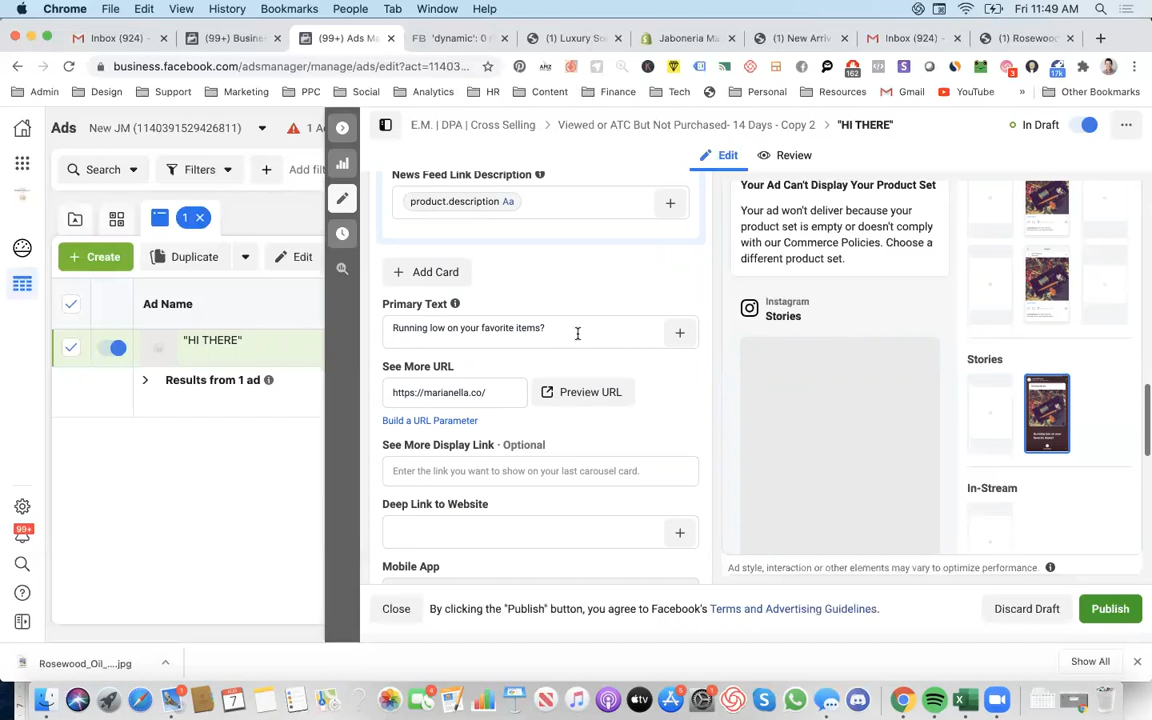 Chrome File Edit View History Bookmarks People Tab Window Help Fri 11:49 AM
Inbox (924) (99+) Busine (99+) Ads M FB 'dynamic': 0 (1) Luxury So Jaboneria Ma (1) New Arriv Inbox (924) (1) Rosewoo
business.facebook.com/adsmanager/manage/ads/edit?act=11403...
162 3 17k
Admin Design Support Marketing PPC Social Analytics HR Content Finance Tech Personal Resources Gmail YouTube » Other Bookmarks
Ads New JM (1140391529426811) 1 A
E.M. | DPA | Cross Selling > Viewed or ATC But Not Purchased- 14 Days - Copy 2 > "HI THERE" In Draft
Edit Review
Search Filters + Add filt
1
+ Create Duplicate Edit
Ad Name
"HI THERE"
Results from 1 ad
99+
News Feed Link Description
product.description Aa
+ Add Card
Primary Text
Running low on your favorite items?
See More URL
https://marianella.co/ Preview URL
Build a URL Parameter
See More Display Link · Optional
Enter the link you want to show on your last carousel card.
Deep Link to Website
Mobile App
Your Ad Can't Display Your Product Set
Your ad won't deliver because your
product set is empty or doesn't comply
with our Commerce Policies. Choose a
different product set.
Instagram
Stories
Stories
In-Stream
Ad style, interaction or other elements may vary to optimize performance.
Close By clicking the "Publish" button, you agree to Facebook's Terms and Advertising Guidelines. Discard Draft Publish
Rosewood_Oil_....jpg Show All